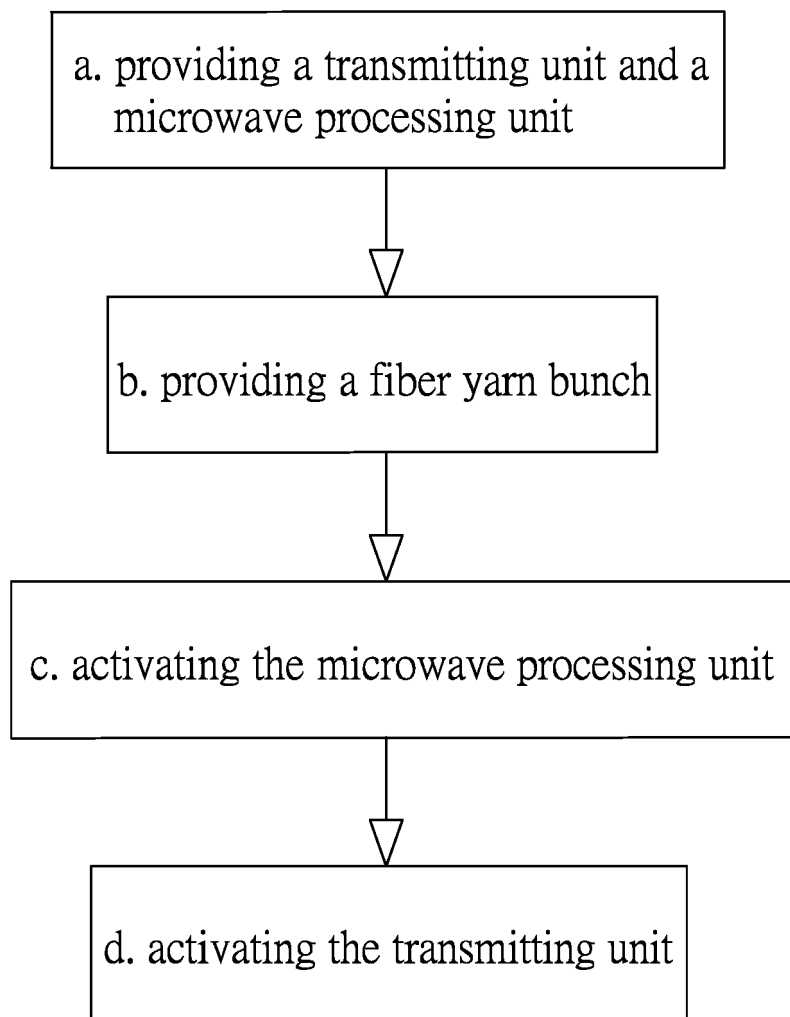 a. providing a transmitting unit and a
microwave processing unit
b. providing a fiber yarn bunch
c. activating the microwave processing unit
d. activating the transmitting unit